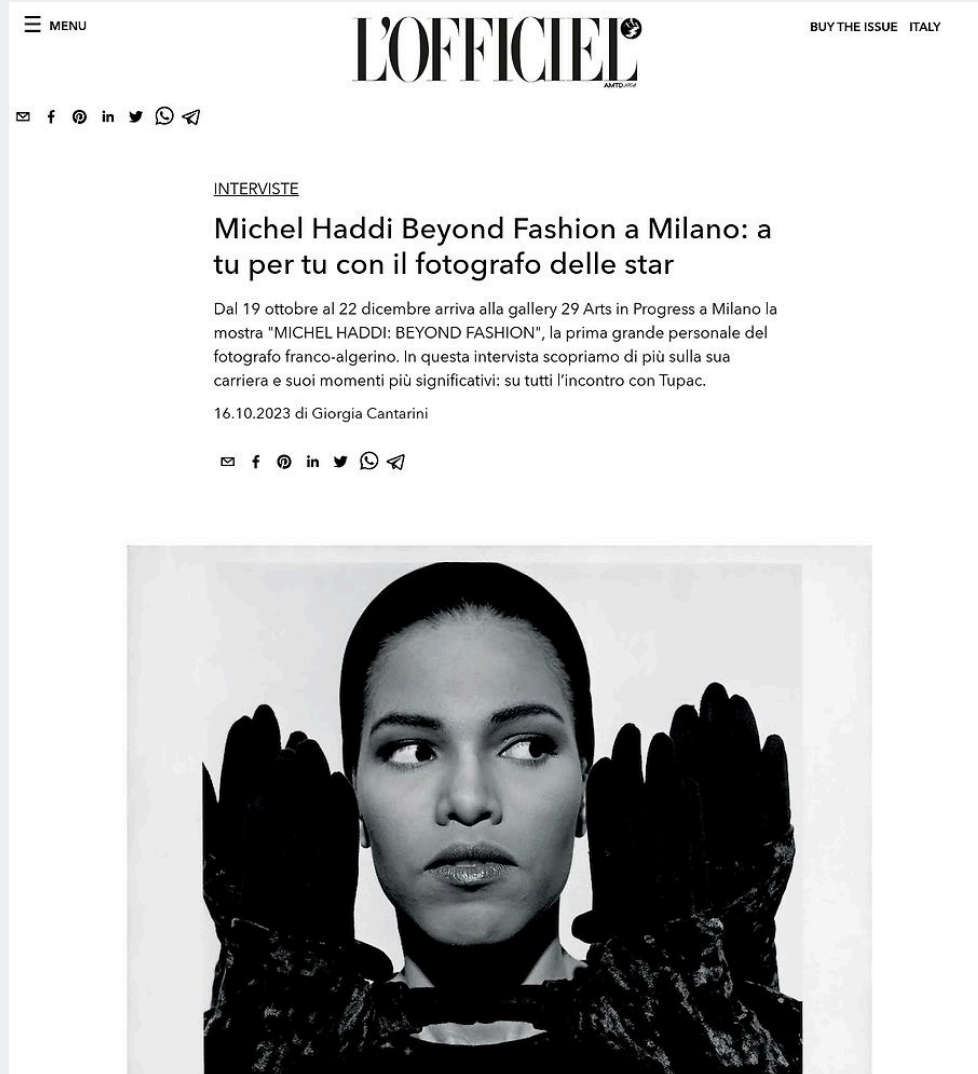 MENU
L'OFFICIEL
AMTD
BUY THE ISSUE ITALY
INTERVISTE
Michel Haddi Beyond Fashion a Milano: a
tu per tu con il fotografo delle star
Dal 19 ottobre al 22 dicembre arriva alla gallery 29 Arts in Progress a Milano la
mostra "MICHEL HADDI: BEYOND FASHION", la prima grande personale del
fotografo franco-algerino. In questa intervista scopriamo di più sulla sua
carriera e suoi momenti più significativi: su tutti l'incontro con Tupac.
16.10.2023 di Giorgia Cantarini